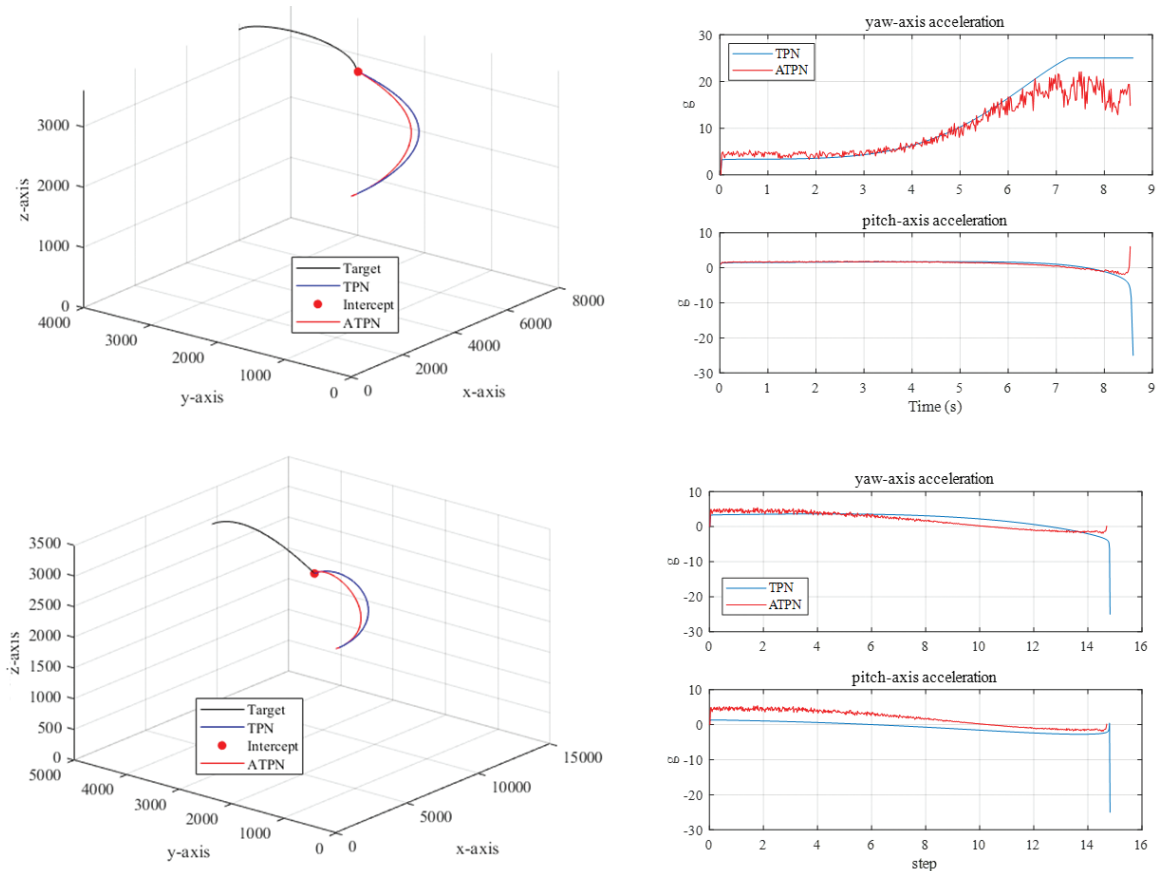 3000
2000
1000
0
z-axis
4000
3000
2000
1000
0
y-axis
0
2000
4000
6000
8000
x-axis
Target
TPN
Intercept
ATPN
yaw-axis acceleration
30
20
10
0
g
TPN
ATPN
0 1 2 3 4 5 6 7 8 9
pitch-axis acceleration
10
0
-10
-20
-30
g
0 1 2 3 4 5 6 7 8 9
Time (s)
3500
3000
2500
2000
1500
1000
500
0
z-axis
5000
4000
3000
2000
1000
0
y-axis
0
5000
10000
15000
x-axis
Target
TPN
Intercept
ATPN
yaw-axis acceleration
10
0
-10
-20
-30
g
TPN
ATPN
0 2 4 6 8 10 12 14 16
pitch-axis acceleration
10
0
-10
-20
-30
g
0 2 4 6 8 10 12 14 16
step